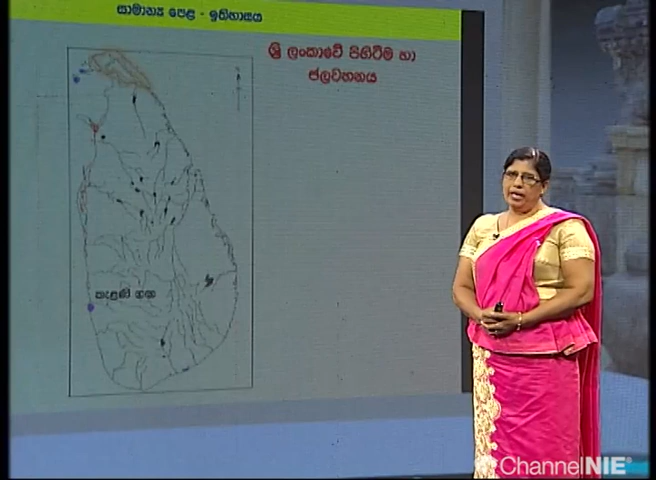 සාමාන්‍ය පෙළ - ඉතිහාසය
ශ්‍රී ලංකාවේ පිහිටීම හා
ජලවහනය
කැළණි ගඟ
ChannelNIE